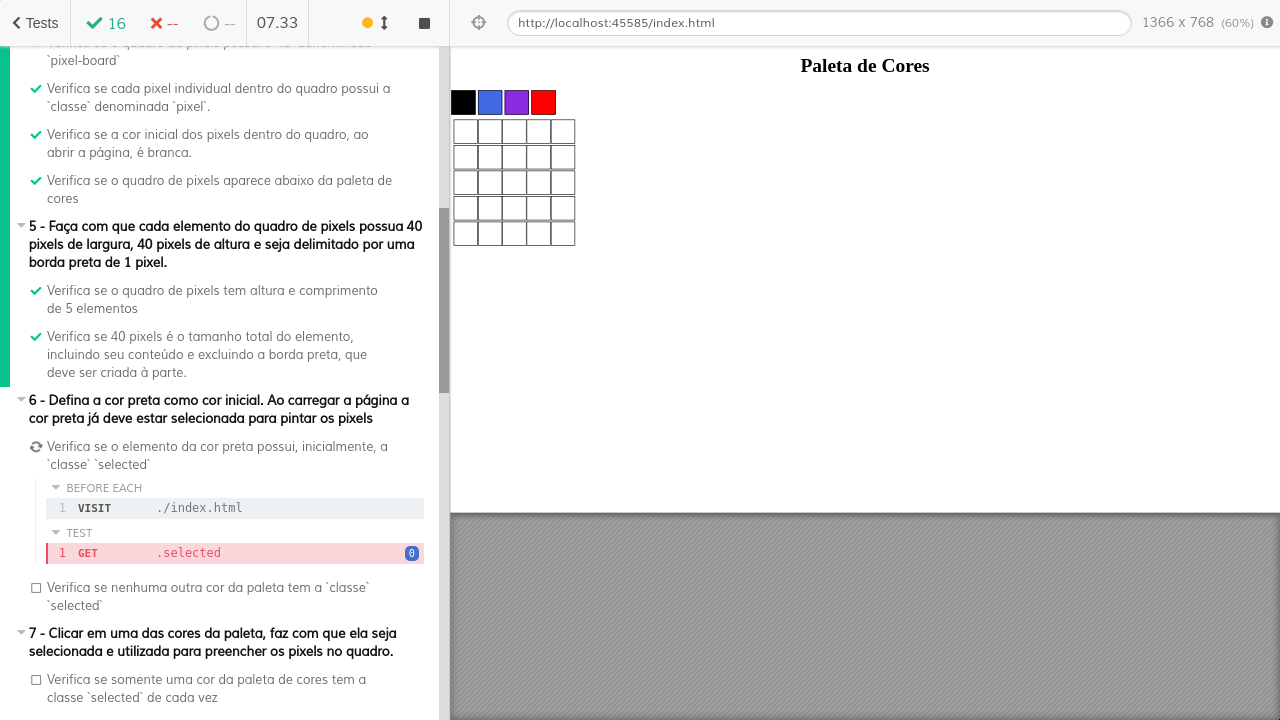 Tests
16
--
--
07.33
http://localhost:45585/index.html
1366 x 768 (60%)
`pixel-board`
Verifica se cada pixel individual dentro do quadro possui a
`classe` denominada `pixel`.
Verifica se a cor inicial dos pixels dentro do quadro, ao
abrir a página, é branca.
Verifica se o quadro de pixels aparece abaixo da paleta de
cores
5 - Faça com que cada elemento do quadro de pixels possua 40
pixels de largura, 40 pixels de altura e seja delimitado por uma
borda preta de 1 pixel.
Verifica se o quadro de pixels tem altura e comprimento
de 5 elementos
Verifica se 40 pixels é o tamanho total do elemento,
incluindo seu conteúdo e excluindo a borda preta, que
deve ser criada à parte.
6 - Defina a cor preta como cor inicial. Ao carregar a página a
cor preta já deve estar selecionada para pintar os pixels
Verifica se o elemento da cor preta possui, inicialmente, a
`classe` `selected`
BEFORE EACH
1 VISIT ./index.html
TEST
1 GET .selected 0
Verifica se nenhuma outra cor da paleta tem a `classe`
`selected`
7 - Clicar em uma das cores da paleta, faz com que ela seja
selecionada e utilizada para preencher os pixels no quadro.
Verifica se somente uma cor da paleta de cores tem a
classe `selected` de cada vez
Paleta de Cores